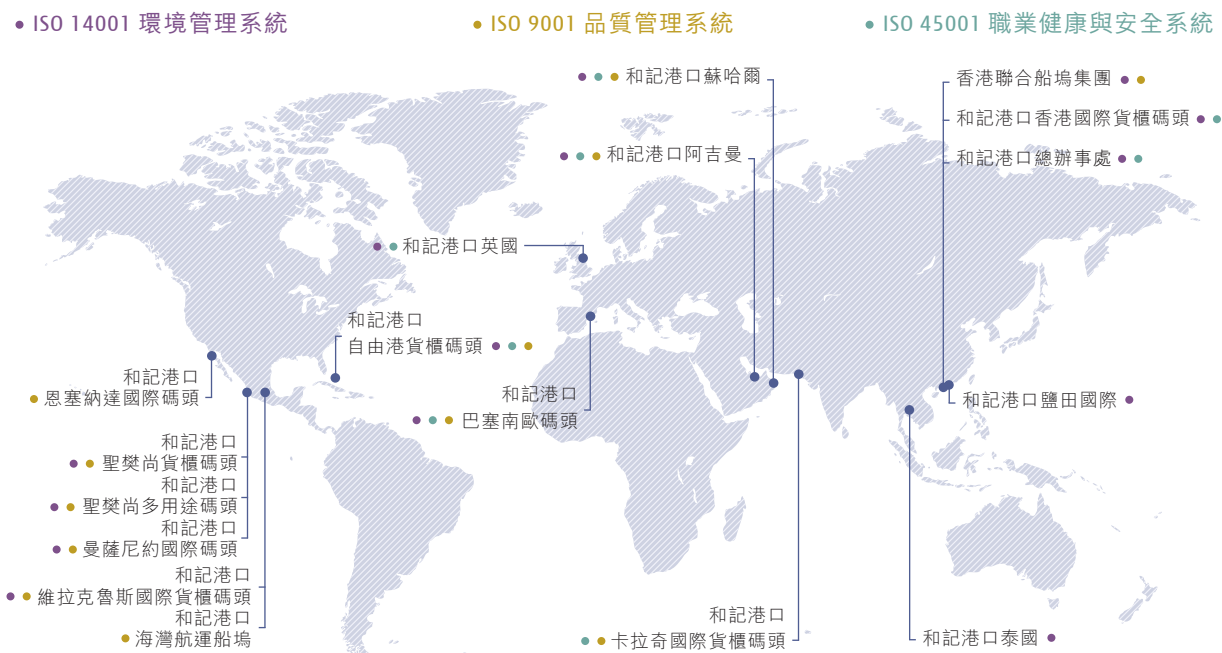 ISO 14001 環境管理系統
ISO 9001 品質管理系統
ISO 45001 職業健康與安全系統
和記港口蘇哈爾
香港聯合船塢集團
和記港口香港國際貨櫃碼頭
和記港口阿吉曼
和記港口總辦事處
和記港口英國
和記港口
自由港貨櫃碼頭
和記港口
恩塞納達國際碼頭
和記港口
巴塞南歐碼頭
和記港口鹽田國際
和記港口
聖樊尚貨櫃碼頭
和記港口
聖樊尚多用途碼頭
和記港口
曼薩尼約國際碼頭
和記港口
維拉克魯斯國際貨櫃碼頭
和記港口
海灣航運船塢
和記港口
卡拉奇國際貨櫃碼頭
和記港口泰國